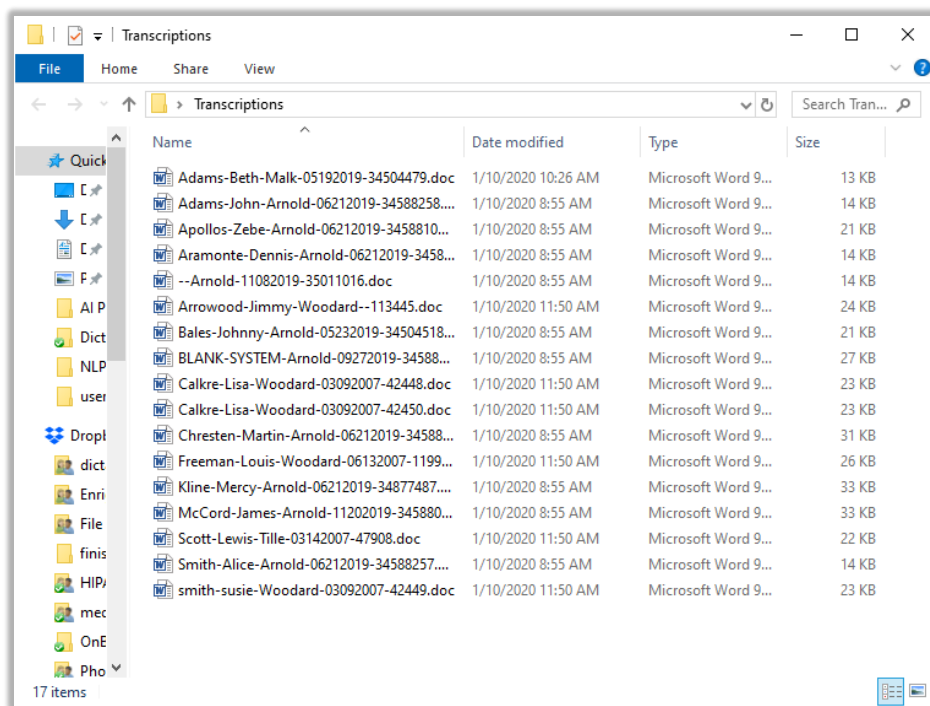 Transcriptions
File Home Share View
Transcriptions Search Tran...
Name Date modified Type Size
Quick
Adams-Beth-Malk-05192019-34504479.doc 1/10/2020 10:26 AM Microsoft Word 9... 13 KB
Adams-John-Arnold-06212019-34588258.... 1/10/2020 8:55 AM Microsoft Word 9... 14 KB
Apollos-Zebe-Arnold-06212019-3458810... 1/10/2020 8:55 AM Microsoft Word 9... 21 KB
Aramonte-Dennis-Arnold-06212019-3458... 1/10/2020 8:55 AM Microsoft Word 9... 14 KB
--Arnold-11082019-35011016.doc 1/10/2020 8:55 AM Microsoft Word 9... 14 KB
AI P
Arrowood-Jimmy-Woodard--113445.doc 1/10/2020 11:50 AM Microsoft Word 9... 24 KB
Dict
Bales-Johnny-Arnold-05232019-34504518... 1/10/2020 8:55 AM Microsoft Word 9... 21 KB
NLP
BLANK-SYSTEM-Arnold-09272019-34588... 1/10/2020 8:55 AM Microsoft Word 9... 27 KB
user
Calkre-Lisa-Woodard-03092007-42448.doc 1/10/2020 11:50 AM Microsoft Word 9... 23 KB
Calkre-Lisa-Woodard-03092007-42450.doc 1/10/2020 11:50 AM Microsoft Word 9... 23 KB
Dropb
Chresten-Martin-Arnold-06212019-34588... 1/10/2020 8:55 AM Microsoft Word 9... 31 KB
dict
Freeman-Louis-Woodard-06132007-1199... 1/10/2020 11:50 AM Microsoft Word 9... 26 KB
Enri
Kline-Mercy-Arnold-06212019-34877487.... 1/10/2020 8:55 AM Microsoft Word 9... 33 KB
File
McCord-James-Arnold-11202019-345880... 1/10/2020 8:55 AM Microsoft Word 9... 33 KB
Scott-Lewis-Tille-03142007-47908.doc 1/10/2020 11:50 AM Microsoft Word 9... 22 KB
finis
Smith-Alice-Arnold-06212019-34588257.... 1/10/2020 8:55 AM Microsoft Word 9... 14 KB
HIPA
smith-susie-Woodard-03092007-42449.doc 1/10/2020 11:50 AM Microsoft Word 9... 23 KB
med
OnE
Pho
17 items